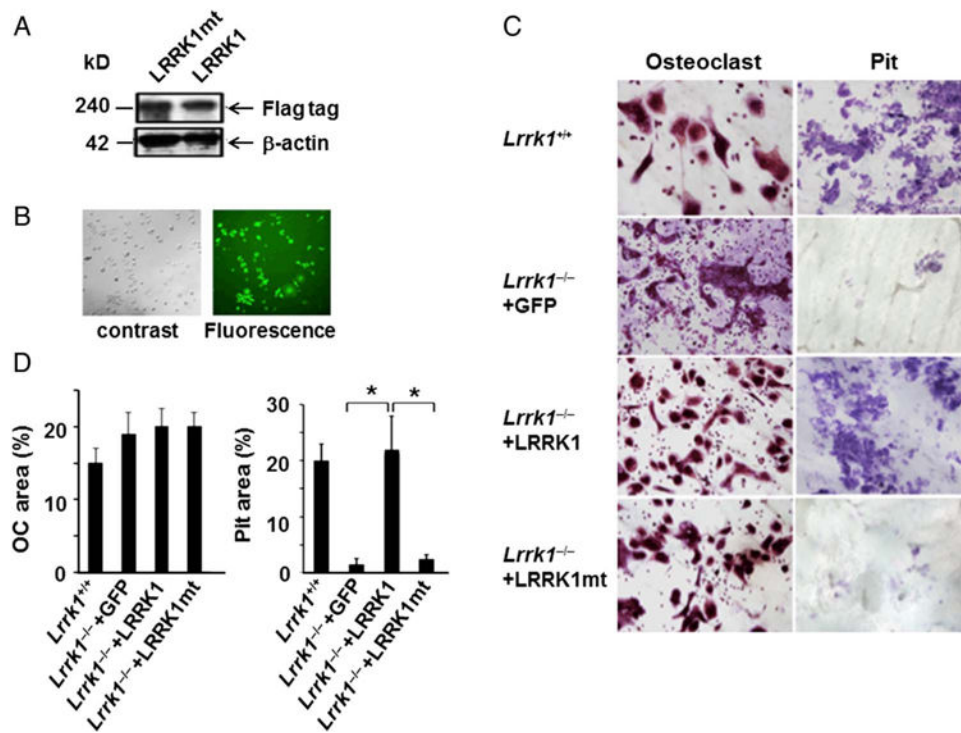 A
kD
LRRK1mt
LRRK1
240
Flag tag
42
β-actin
B
contrast
Fluorescence
C
Osteoclast
Pit
Lrrk1+/+
Lrrk1−/−
+GFP
Lrrk1−/−
+LRRK1
Lrrk1−/−
+LRRK1mt
D
OC area (%)
20
10
0
Lrrk1+/+
Lrrk1−/−+GFP
Lrrk1−/−+LRRK1
Lrrk1−/−+LRRK1mt
Pit area (%)
30
20
10
0
*
*
Lrrk1+/+
Lrrk1−/−+GFP
Lrrk1−/−+LRRK1
Lrrk1−/−+LRRK1mt